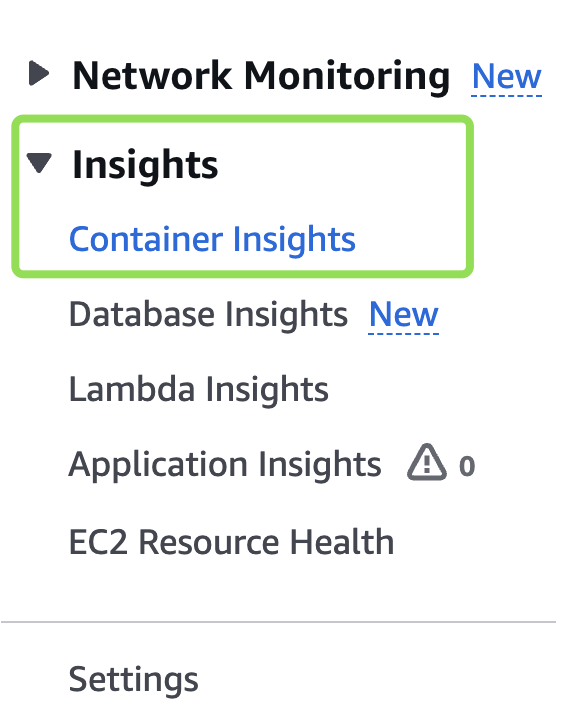 Network Monitoring New
Insights
Container Insights
Database Insights New
Lambda Insights
Application Insights 0
EC2 Resource Health
Settings